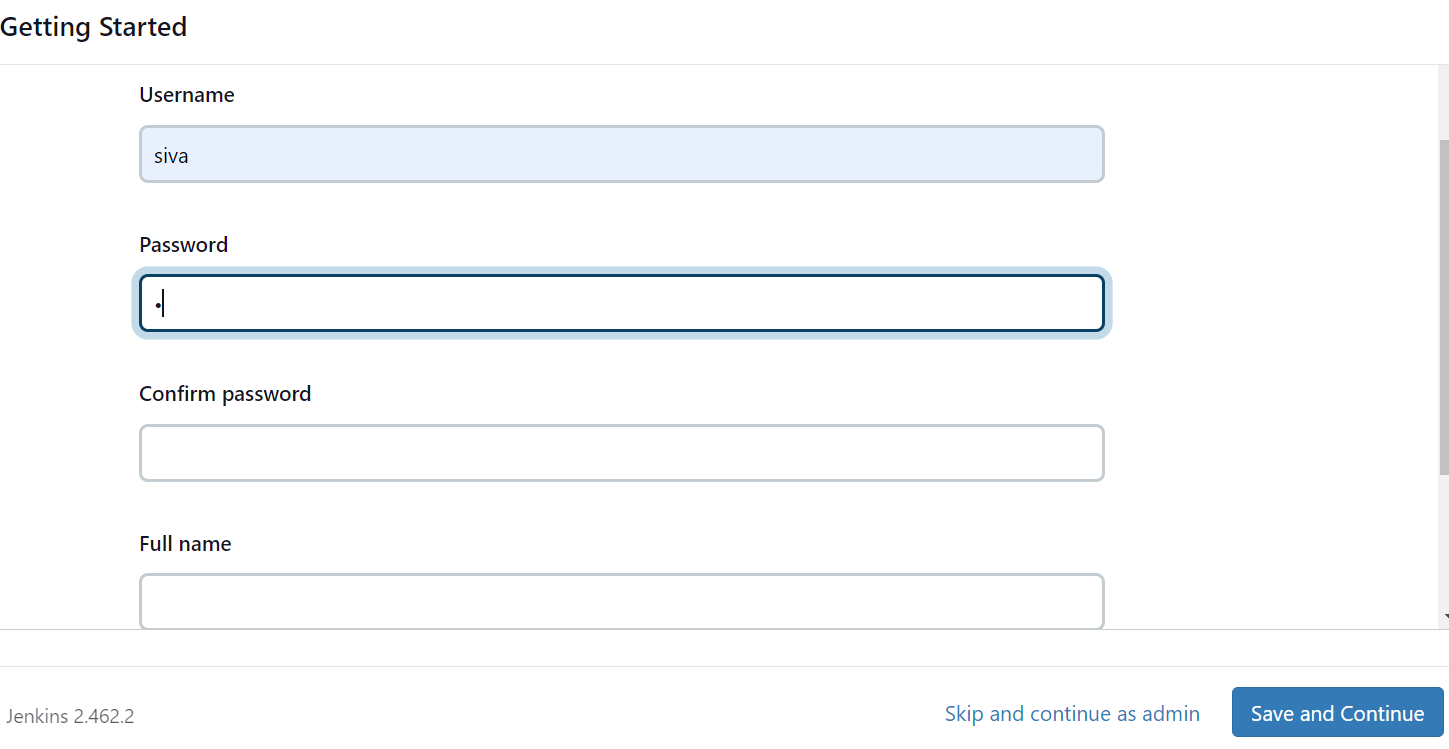 Getting Started
Username
siva
Password
•
Confirm password
Full name
Jenkins 2.462.2
Skip and continue as admin
Save and Continue